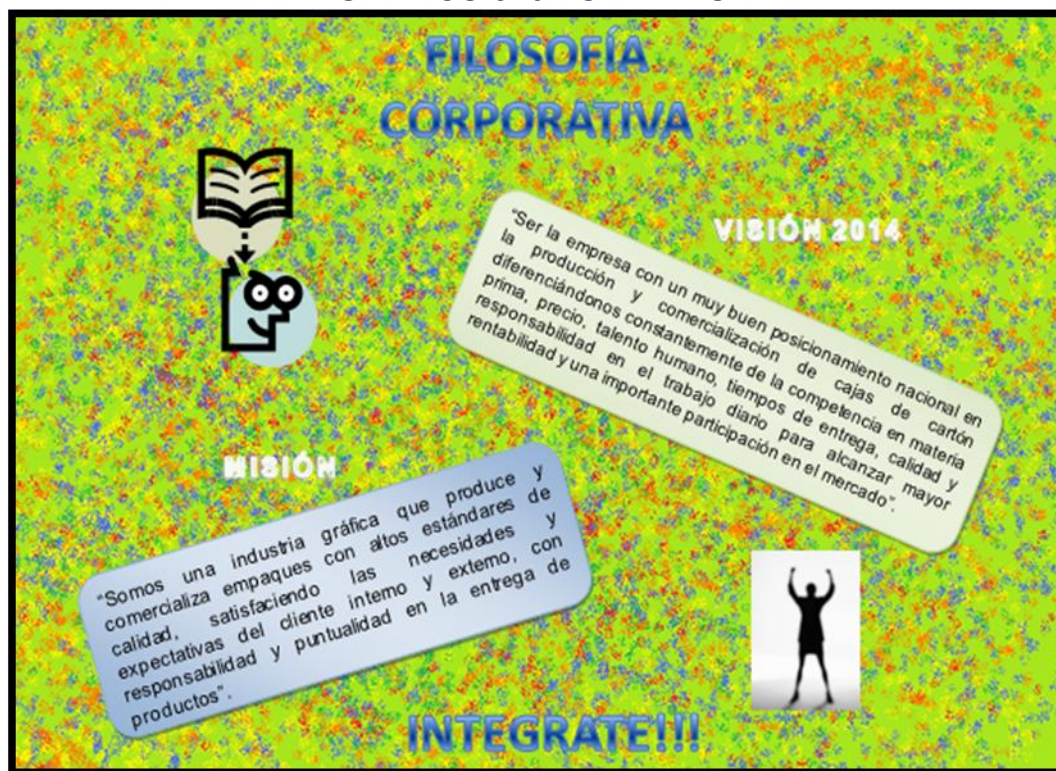 FILOSOFÍA
CORPORATIVA
VISIÓN 2014
"Ser la empresa con un muy buen posicionamiento nacional en
la producción y comercialización de cajas de cartón
diferenciándonos constantemente de la competencia en materia
prima, precio, talento humano, tiempos de entrega, calidad y
responsabilidad en el trabajo diario para alcanzar mayor
rentabilidad y una importante participación en el mercado".
MISIÓN
"Somos una industria gráfica que produce y
comercializa empaques con altos estándares de
calidad, satisfaciendo las necesidades y
expectativas del cliente interno y externo, con
responsabilidad y puntualidad en la entrega de
productos".
INTEGRATE!!!